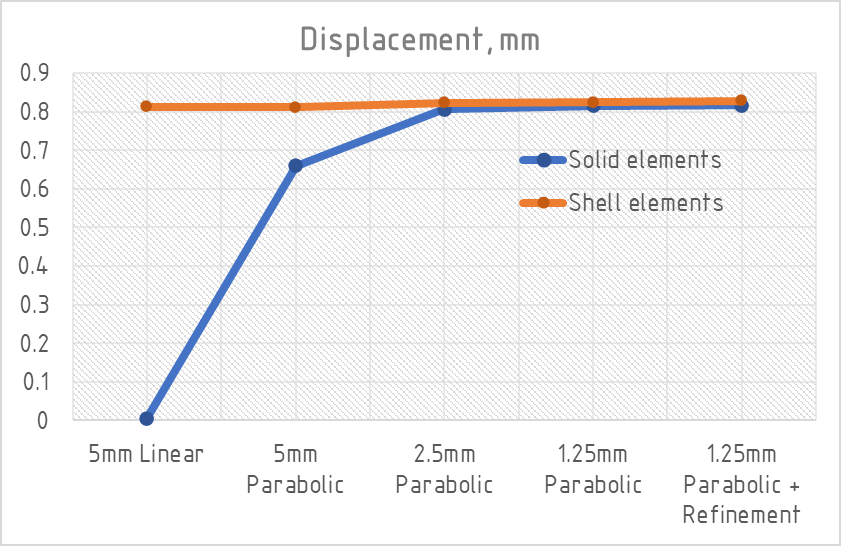 Displacement, mm
0.9
0.8
0.7
0.6
0.5
0.4
0.3
0.2
0.1
0
Solid elements
Shell elements
5mm Linear
5mm
Parabolic
2.5mm
Parabolic
1.25mm
Parabolic
1.25mm
Parabolic +
Refinement